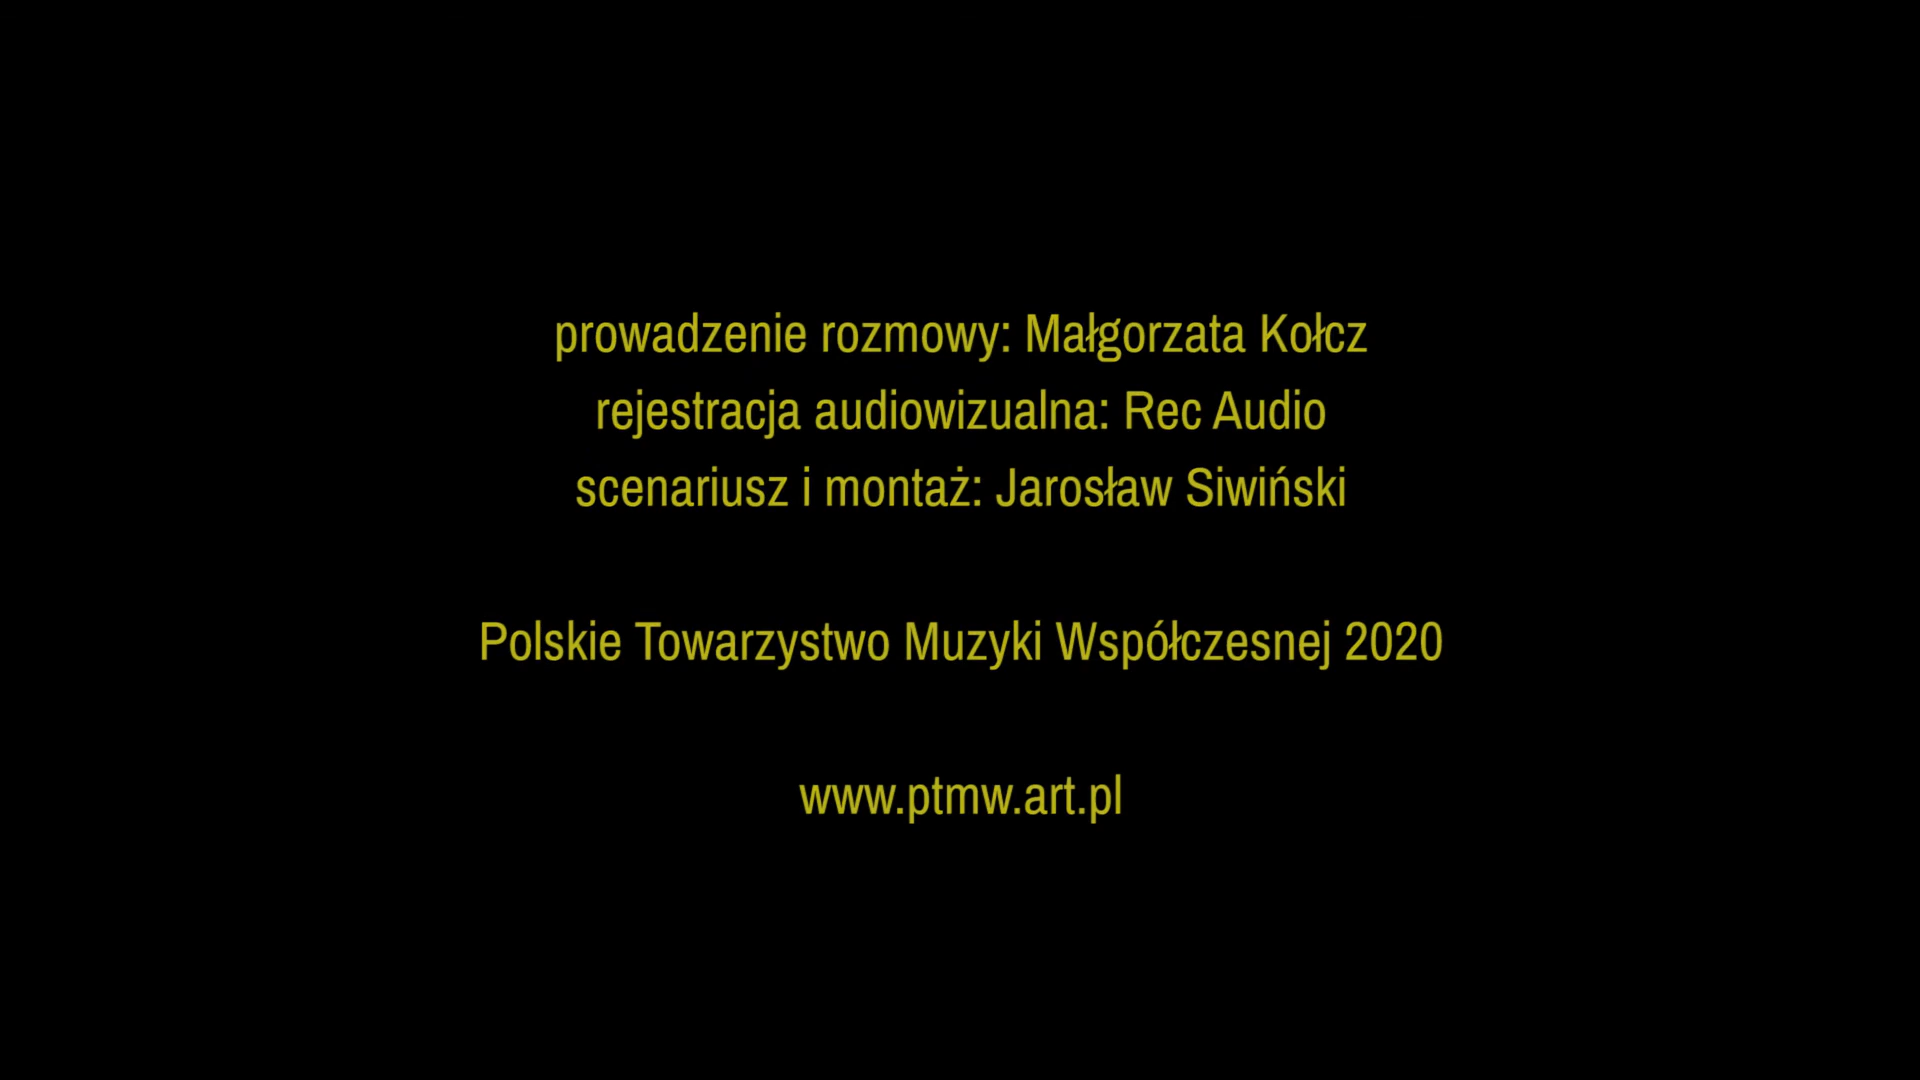 prowadzenie rozmowy: Małgorzata Kołcz
rejestracja audiowizualna: Rec Audio
scenariusz i montaż: Jarosław Siwiński
Polskie Towarzystwo Muzyki Współczesnej 2020
www.ptmw.art.pl